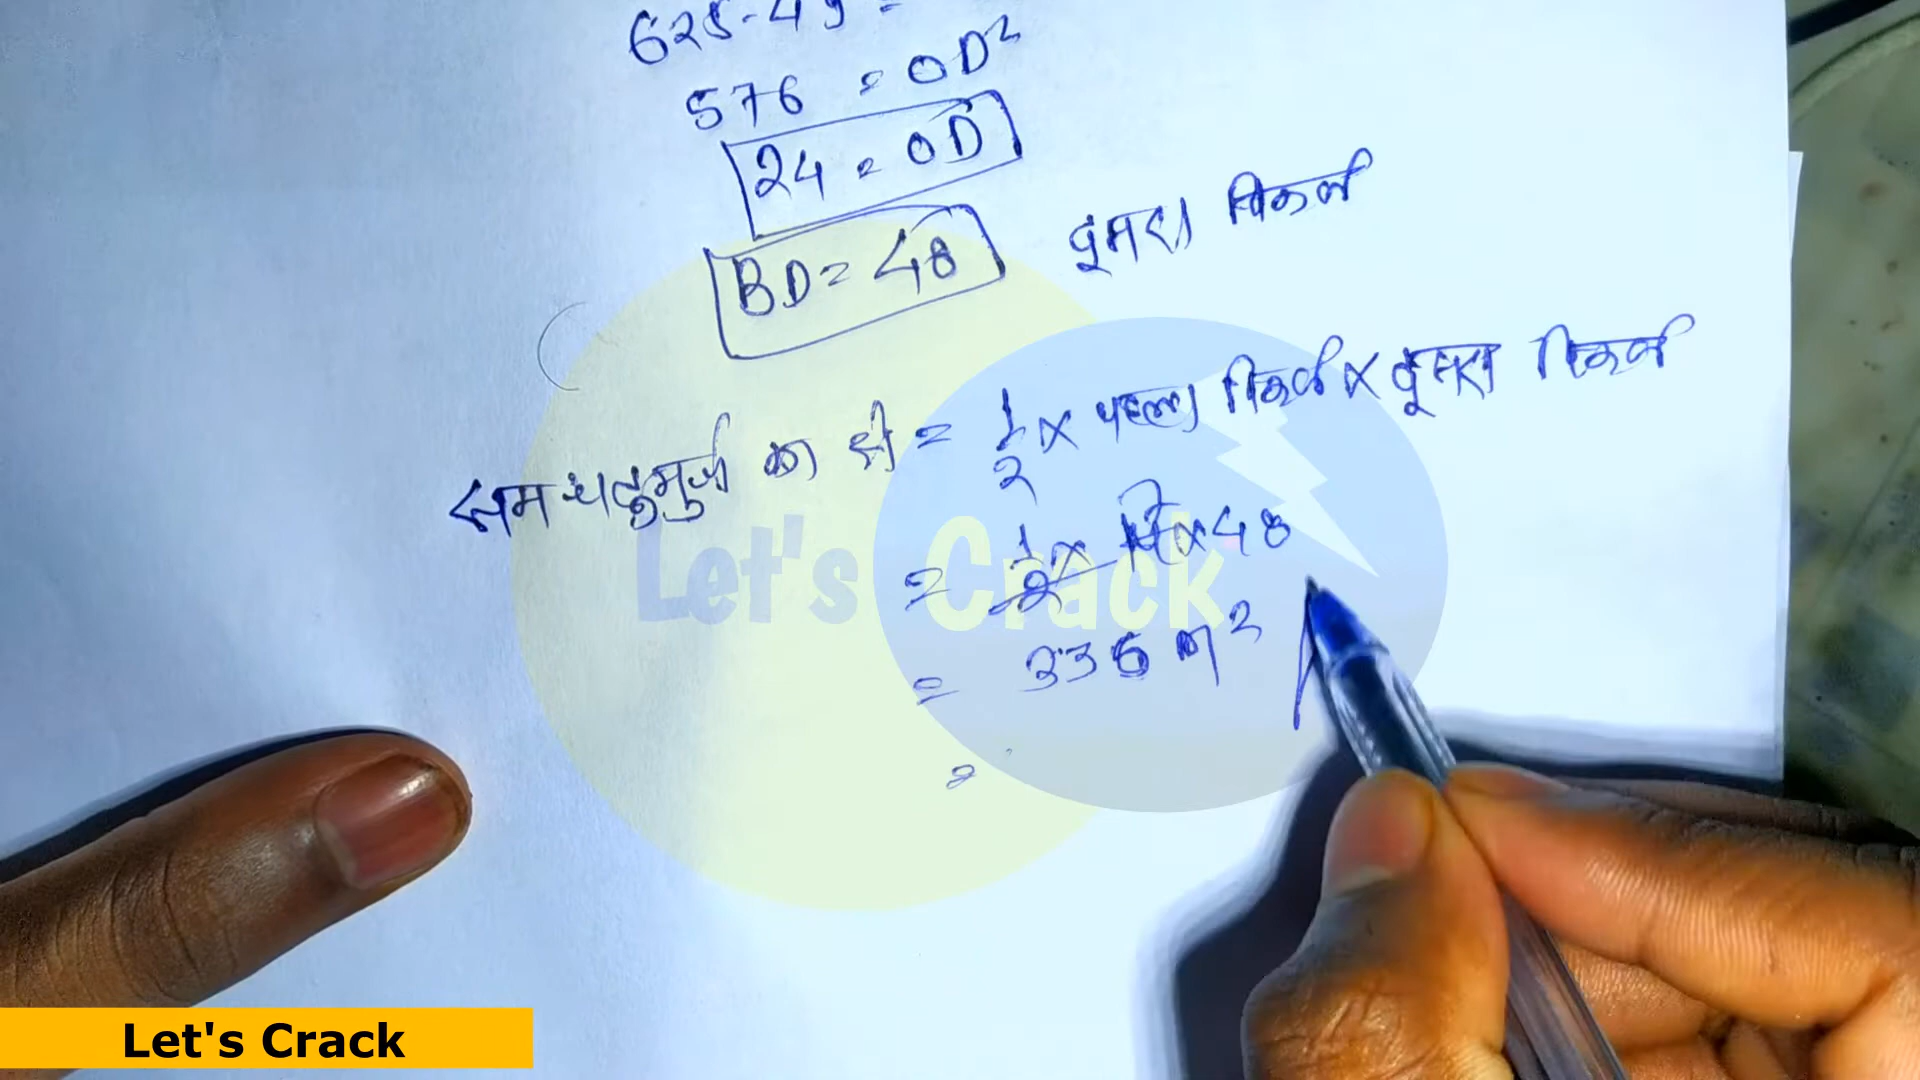 625-49 =
576 = OD²
24 = OD
BD = 48 दूसरा विकर्ण
समचतुर्भुज का क्षे = 1/2 x पहला विकर्ण x दूसरा विकर्ण
= 1/2 x 14 x 48
= 336 m²
=
Let's Crack
Let's Crack